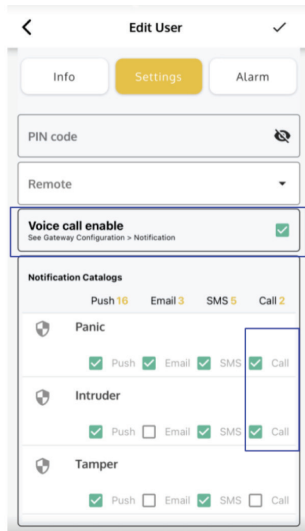 Edit User
Info Settings Alarm
PIN code
Remote
Voice call enable
See Gateway Configuration > Notification
Notification Catalogs
Push 16 Email 3 SMS 5 Call 2
Panic
Push Email SMS Call
Intruder
Push Email SMS Call
Tamper
Push Email SMS Call